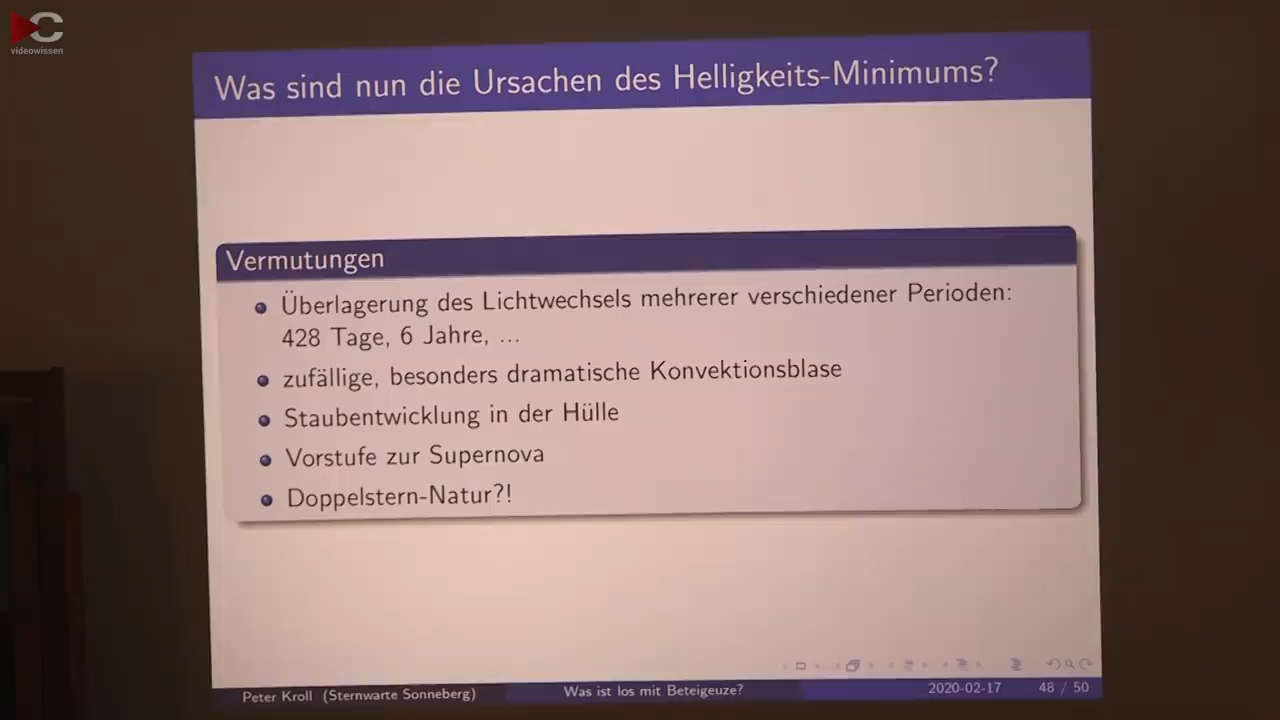 videowissen
Was sind nun die Ursachen des Helligkeits-Minimums?
Vermutungen
Überlagerung des Lichtwechsels mehrerer verschiedener Perioden:
428 Tage, 6 Jahre, ...
zufällige, besonders dramatische Konvektionsblase
Staubentwicklung in der Hülle
Vorstufe zur Supernova
Doppelstern-Natur?!
Peter Kroll (Sternwarte Sonneberg) Was ist los mit Beteigeuze? 2020-02-17 48 / 50